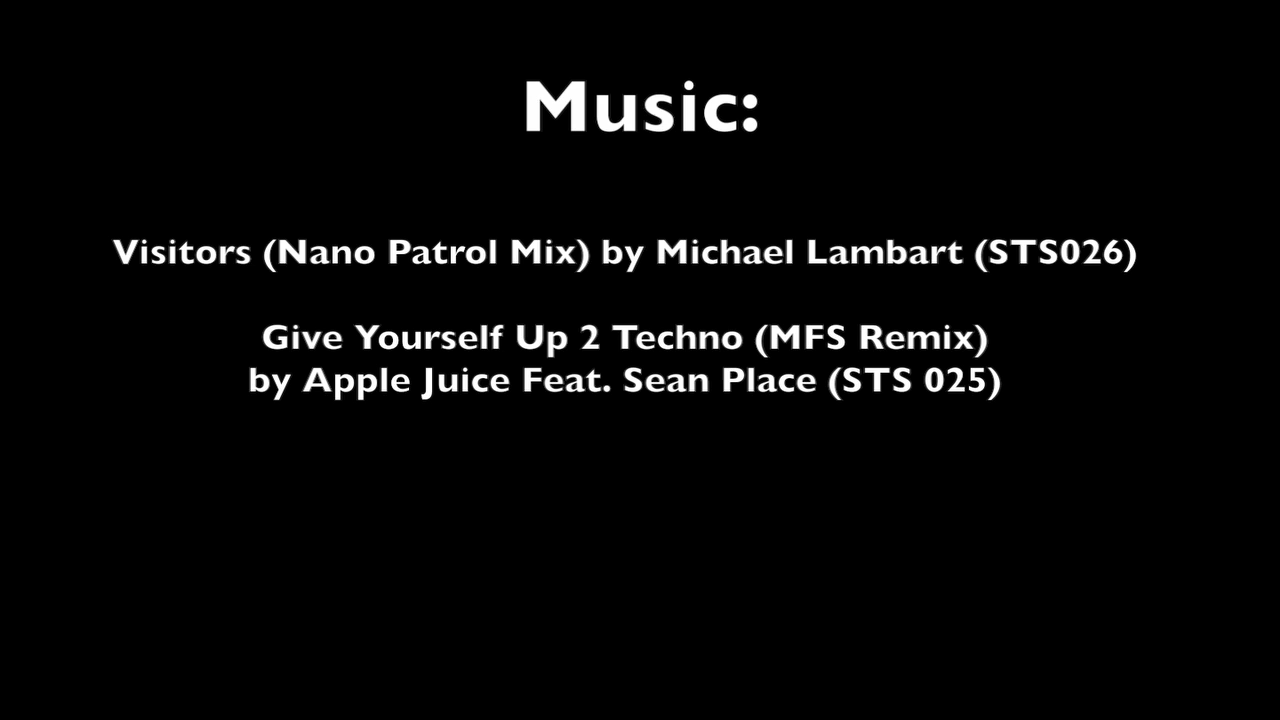 Music:
Visitors (Nano Patrol Mix) by Michael Lambart (STS026)
Give Yourself Up 2 Techno (MFS Remix)
by Apple Juice Feat. Sean Place (STS 025)